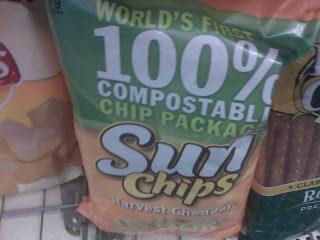 WORLD'S FIRST
100%
COMPOSTABLE
CHIP PACKAGE
Sun
Chips
Harvest Cheddar